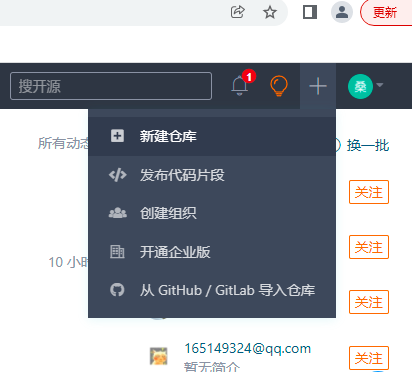 更新
搜开源
1
桑
所有动态
换一批
新建仓库
发布代码片段
关注
创建组织
开通企业版
关注
10 小时
从 GitHub / GitLab 导入仓库
关注
165149324@qq.com
关注
暂无简介